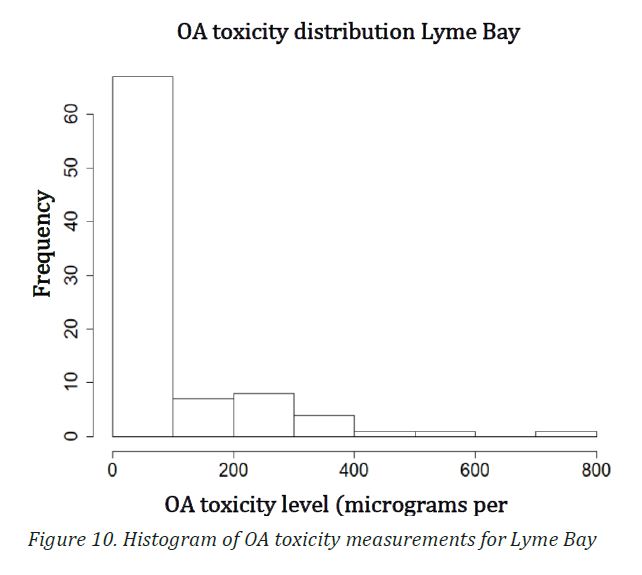 OA toxicity distribution Lyme Bay
Frequency
60
50
40
30
20
10
0
0 200 400 600 800
OA toxicity level (micrograms per
Figure 10. Histogram of OA toxicity measurements for Lyme Bay